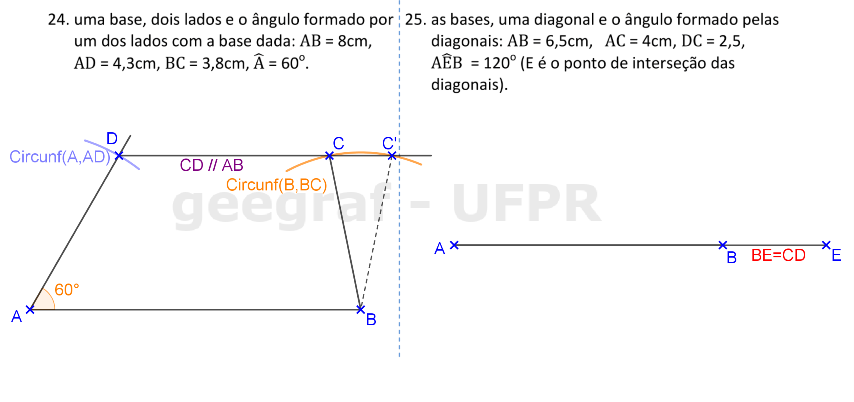 24. uma base, dois lados e o ângulo formado por
um dos lados com a base dada: AB = 8cm,
AD = 4,3cm, BC = 3,8cm, Â = 60°.
25. as bases, uma diagonal e o ângulo formado pelas
diagonais: AB = 6,5cm, AC = 4cm, DC = 2,5,
AÊB = 120° (E é o ponto de interseção das
diagonais).
D
C
C'
Circunf(A,AD)
CD // AB
Circunf(B,BC)
geegraf - UFPR
60°
A
B
A
B
BE=CD
E